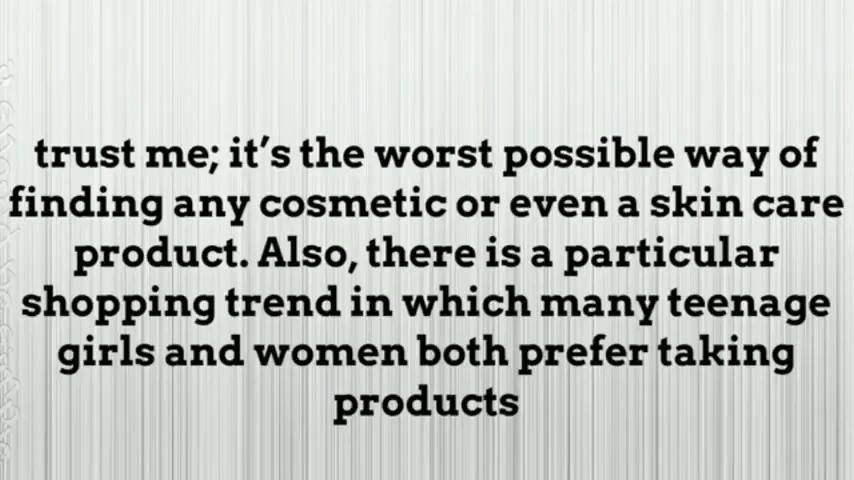 trust me; it’s the worst possible way of
finding any cosmetic or even a skin care
product. Also, there is a particular
shopping trend in which many teenage
girls and women both prefer taking
products